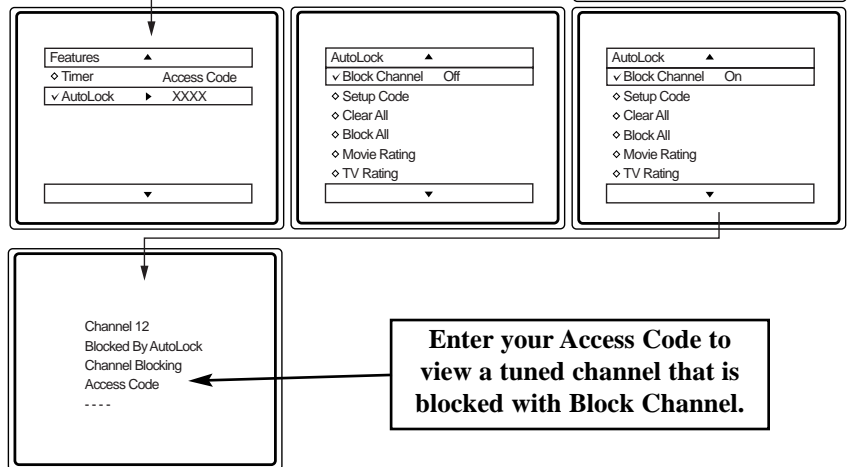 Features ▲
◇ Timer Access Code
✓ AutoLock ▶ XXXX
▼
AutoLock ▲
✓ Block Channel Off
◇ Setup Code
◇ Clear All
◇ Block All
◇ Movie Rating
◇ TV Rating
▼
AutoLock ▲
✓ Block Channel On
◇ Setup Code
◇ Clear All
◇ Block All
◇ Movie Rating
◇ TV Rating
▼
Channel 12
Blocked By AutoLock
Channel Blocking
Access Code
- - - -
Enter your Access Code to
view a tuned channel that is
blocked with Block Channel.